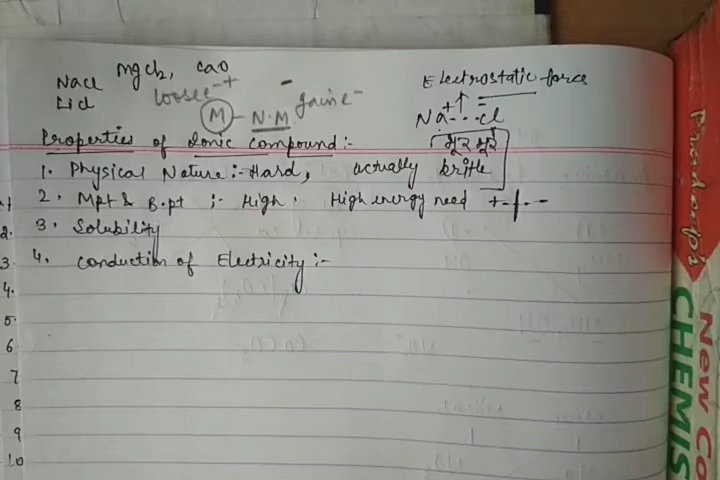 NaCl MgCl2, CaO
LiCl loose e- +
M - N.M gaine -
Electrostatic force
Na+ - . . Cl
भूर भूरे
Properties of Ionic Compound :-
1. Physical Nature :- Hard, actually brittle
2. Mpt & B.pt :- High. High energy need + - / - -
3. Solubility
4. Conduction of Electricity :-
2.
3.
4.
5.
6
7
8
9
10
Pradeep's
New Co
CHEMIS